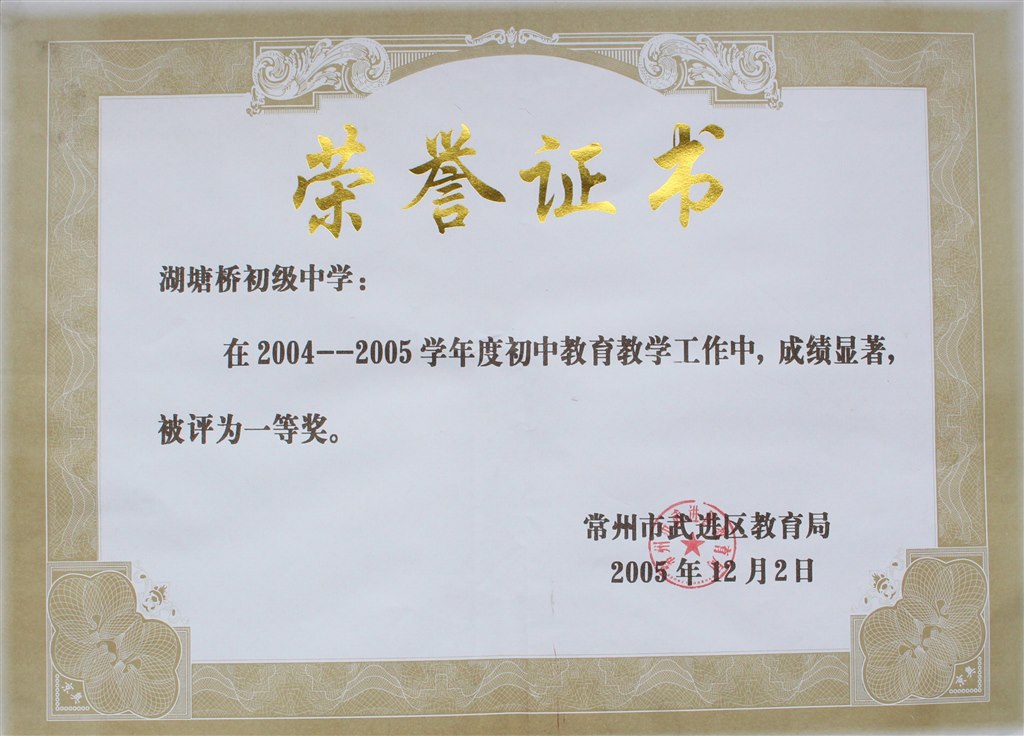 荣誉证书
湖塘桥初级中学：
在2004--2005学年度初中教育教学工作中，成绩显著，
被评为一等奖。
常州市武进区教育局
2005年12月2日